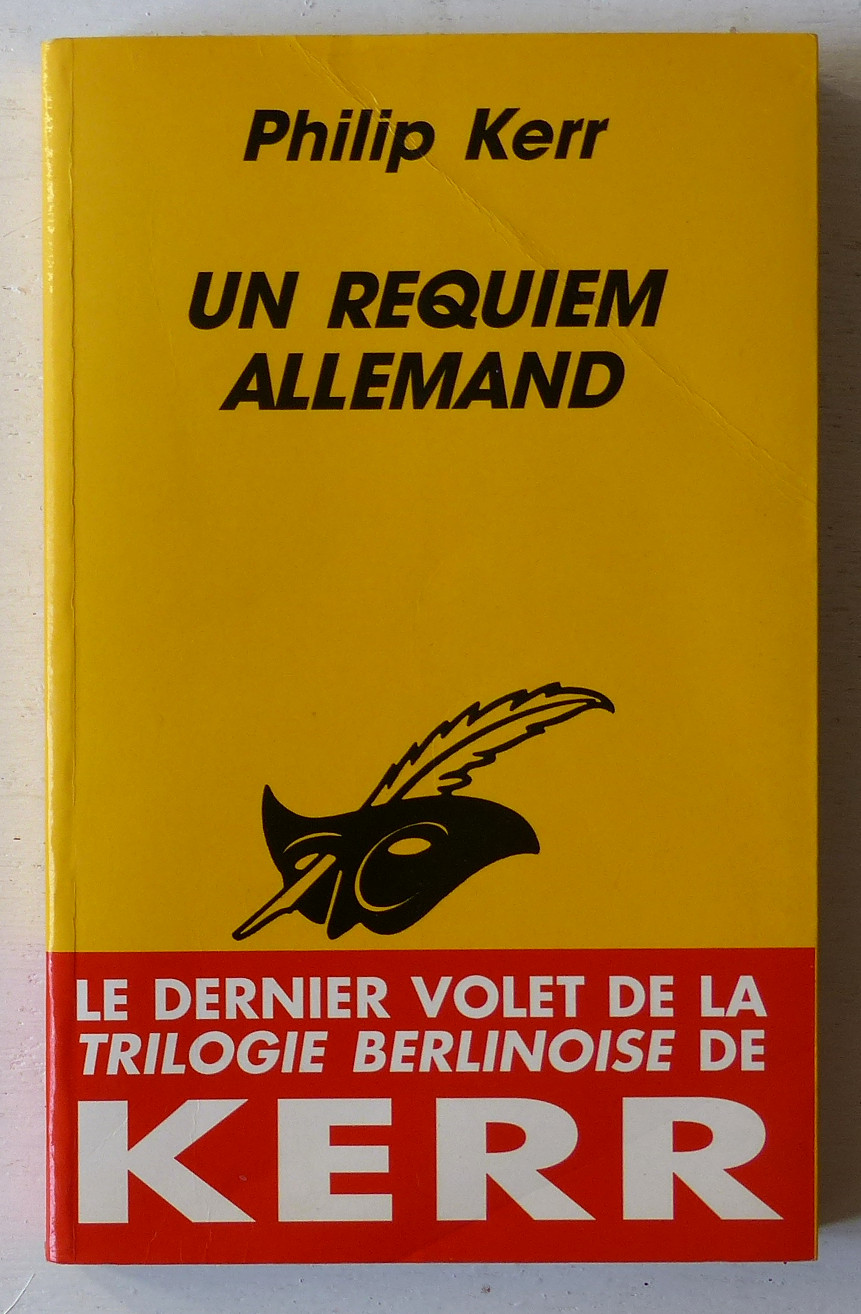 Philip Kerr
UN REQUIEM
ALLEMAND
LE DERNIER VOLET DE LA
TRILOGIE BERLINOISE DE
KERR